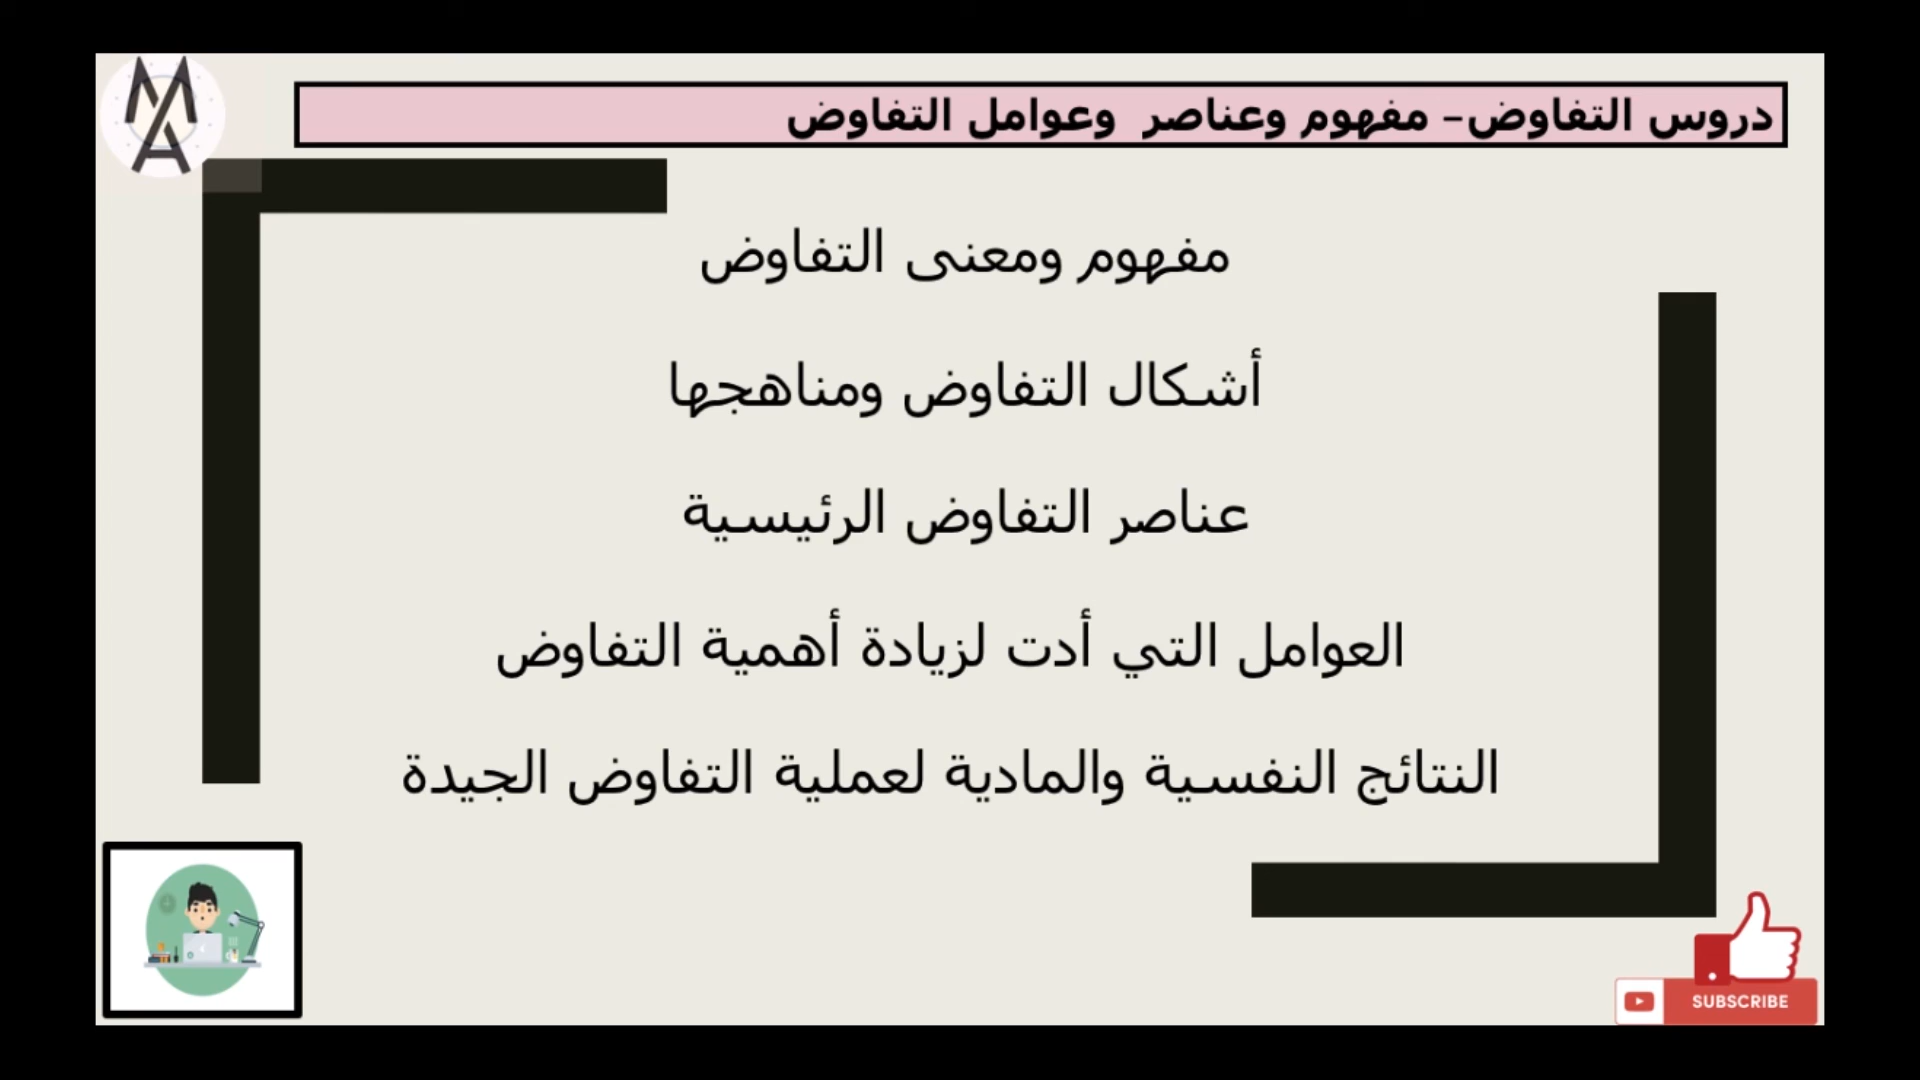 دروس التفاوض– مفهوم وعناصر وعوامل التفاوض
مفهوم ومعنى التفاوض
أشكال التفاوض ومناهجها
عناصر التفاوض الرئيسية
العوامل التي أدت لزيادة أهمية التفاوض
النتائج النفسية والمادية لعملية التفاوض الجيدة
SUBSCRIBE